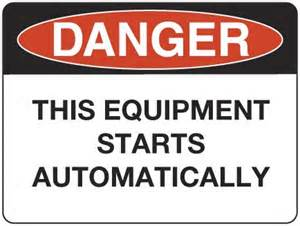 DANGER
THIS EQUIPMENT
STARTS
AUTOMATICALLY